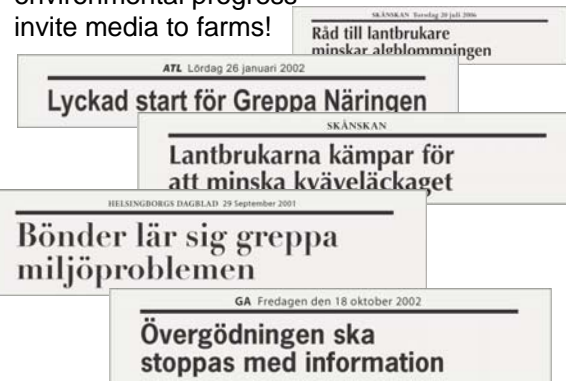 environmental progress
invite media to farms!
SKÅNSKAN Torsdag 20 juli 2006
Råd till lantbrukare
minskar algblommningen
ATL Lördag 26 januari 2002
Lyckad start för Greppa Näringen
SKÅNSKAN
Lantbrukarna kämpar för
att minska kväveläckaget
HELSINGBORGS DAGBLAD 29 September 2001
Bönder lär sig greppa
miljöproblemen
GA Fredagen den 18 oktober 2002
Övergödningen ska
stoppas med information